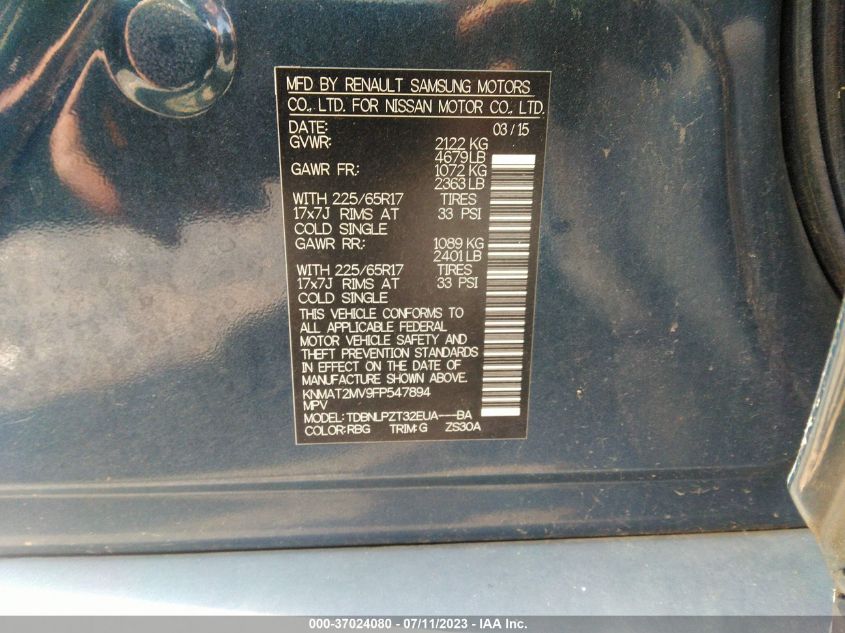 MFD BY RENAULT SAMSUNG MOTORS
CO., LTD. FOR NISSAN MOTOR CO., LTD.
DATE: 03/15
GVWR: 2122 KG
4679 LB
GAWR FR: 1072 KG
2363 LB
WITH 225/65R17 TIRES
17x7J RIMS AT 33 PSI
COLD SINGLE
GAWR RR: 1089 KG
2401 LB
WITH 225/65R17 TIRES
17x7J RIMS AT 33 PSI
COLD SINGLE
THIS VEHICLE CONFORMS TO
ALL APPLICABLE FEDERAL
MOTOR VEHICLE SAFETY AND
THEFT PREVENTION STANDARDS
IN EFFECT ON THE DATE OF
MANUFACTURE SHOWN ABOVE.
KNMAT2MV9FP547894
MPV
MODEL: TDBNLPZT32EUA---BA
COLOR: RBG TRIM: G ZS30A
000-37024080 - 07/11/2023 - IAA Inc.